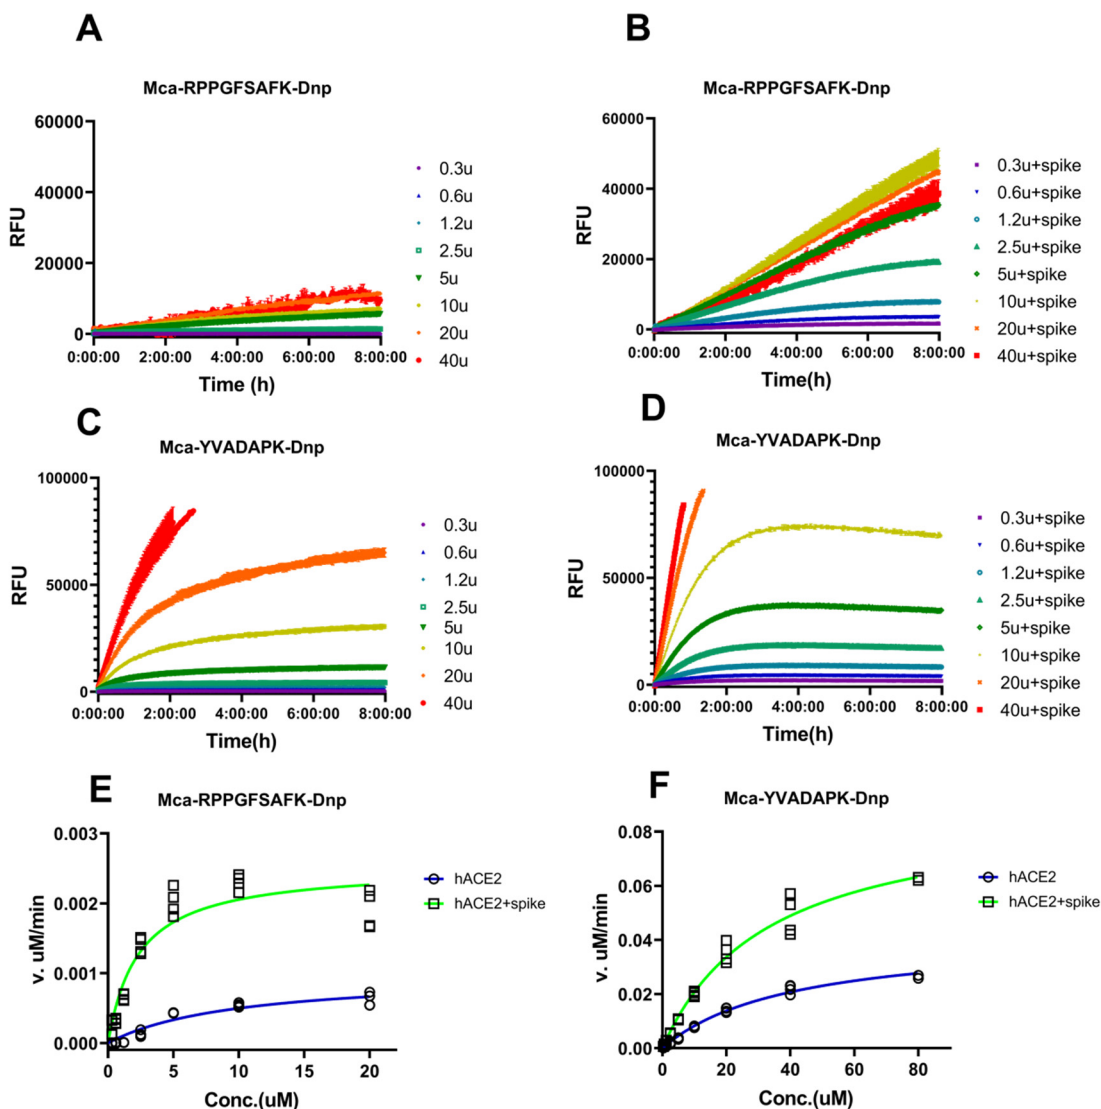 A
Mca-RPPGFSAFK-Dnp
60000
40000
20000
0
RFU
0:00:00 2:00:00 4:00:00 6:00:00 8:00:00
Time (h)
0.3u
0.6u
1.2u
2.5u
5u
10u
20u
40u
B
Mca-RPPGFSAFK-Dnp
60000
40000
20000
0
RFU
0:00:00 2:00:00 4:00:00 6:00:00 8:00:00
Time(h)
0.3u+spike
0.6u+spike
1.2u+spike
2.5u+spike
5u+spike
10u+spike
20u+spike
40u+spike
C
Mca-YVADAPK-Dnp
100000
50000
0
RFU
0:00:00 2:00:00 4:00:00 6:00:00 8:00:00
Time(h)
0.3u
0.6u
1.2u
2.5u
5u
10u
20u
40u
D
Mca-YVADAPK-Dnp
100000
50000
0
RFU
0:00:00 2:00:00 4:00:00 6:00:00 8:00:00
Time(h)
0.3u+spike
0.6u+spike
1.2u+spike
2.5u+spike
5u+spike
10u+spike
20u+spike
40u+spike
E
Mca-RPPGFSAFK-Dnp
0.003
0.002
0.001
0.000
v. uM/min
0 5 10 15 20
Conc.(uM)
hACE2
hACE2+spike
F
Mca-YVADAPK-Dnp
0.08
0.06
0.04
0.02
0.00
v. uM/min
0 20 40 60 80
Conc.(uM)
hACE2
hACE2+spike